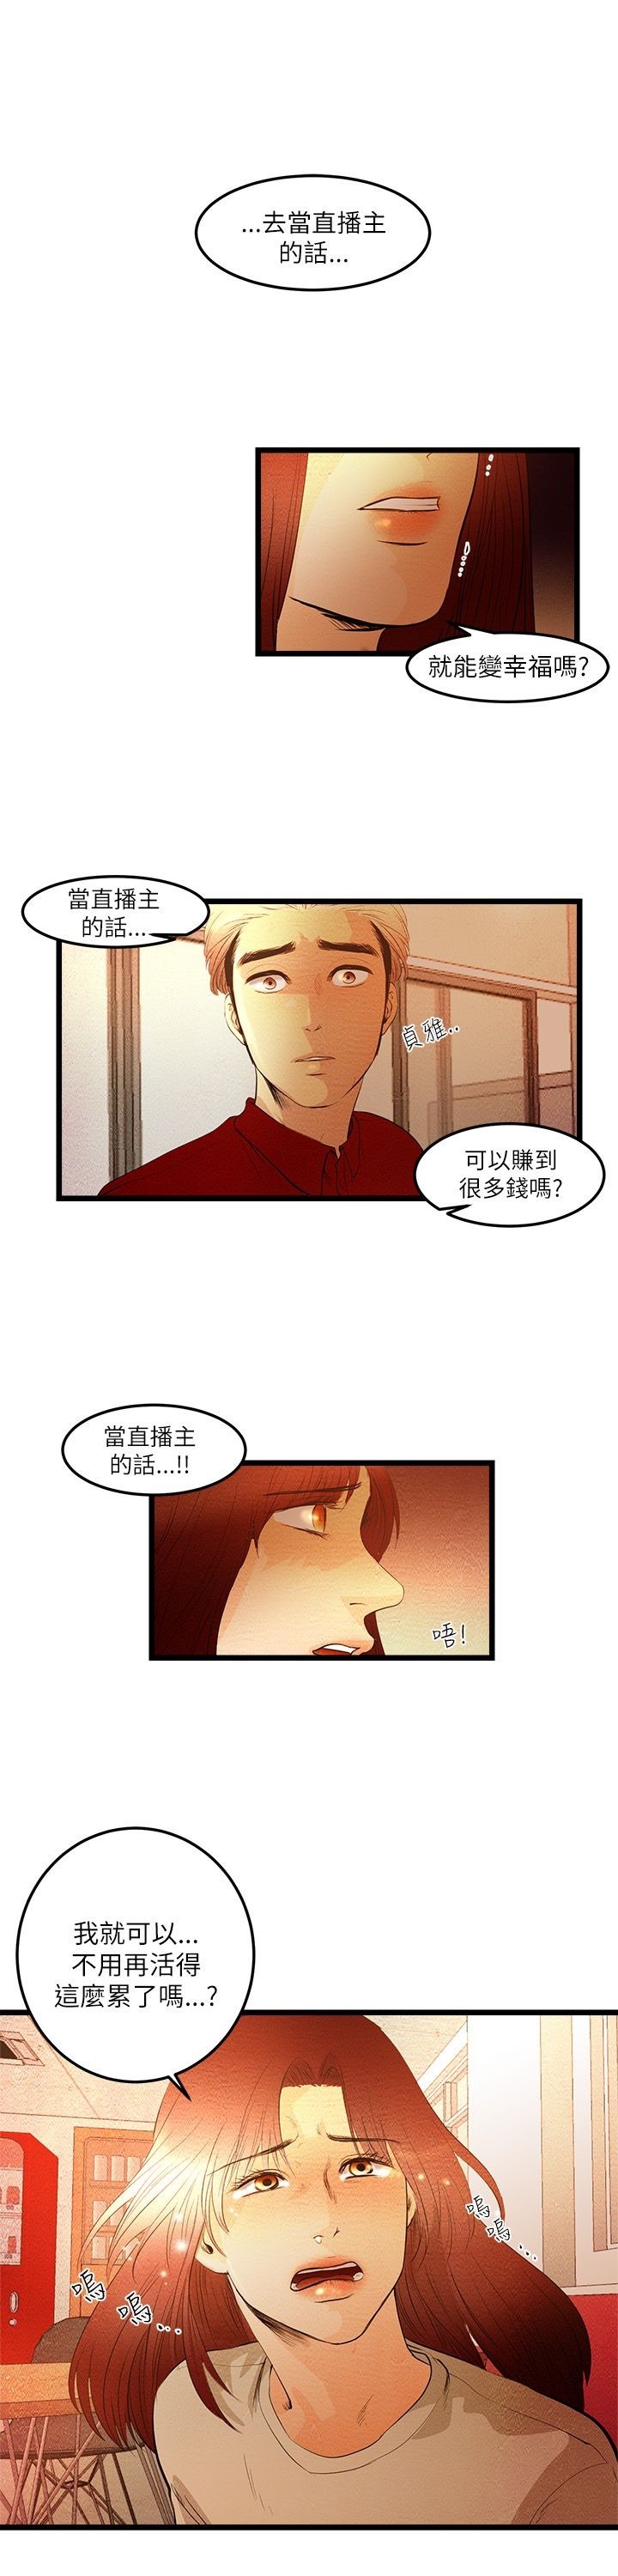 ...去當直播主
的話...
就能變幸福嗎?
當直播主
的話...
貞雅..
可以賺到
很多錢嗎?
當直播主
的話...!!
唔!
我就可以...
不用再活得
這麼累了嗎...?
嗚
嗚...
嗚
嗚...